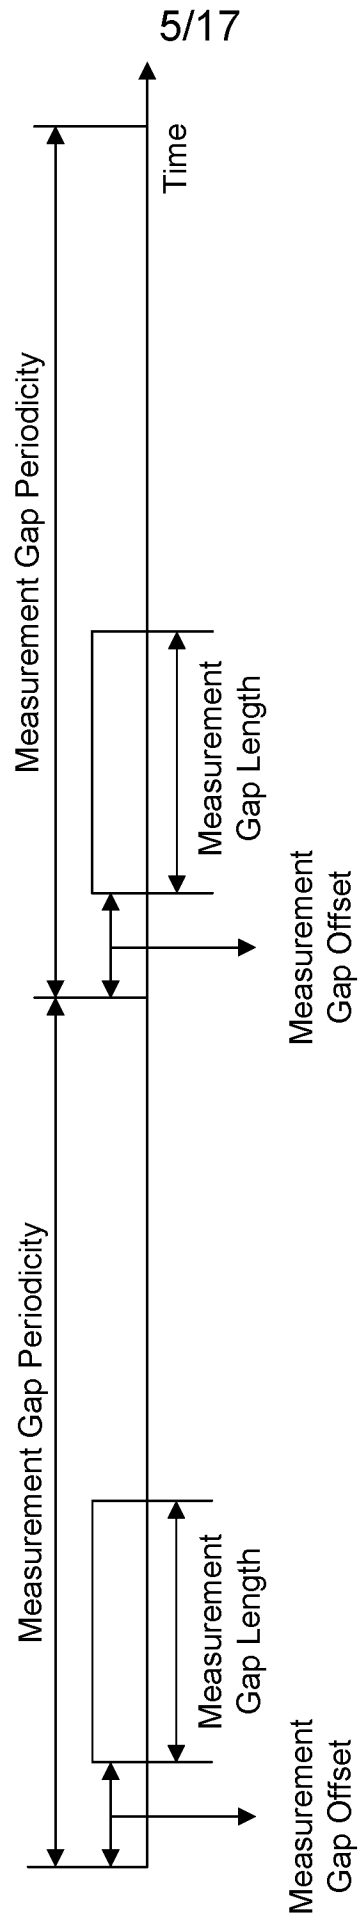 5/17
Measurement Gap Periodicity
Measurement Gap Periodicity
Time
Measurement
Gap Length
Measurement
Gap Length
Measurement
Gap Offset
Measurement
Gap Offset